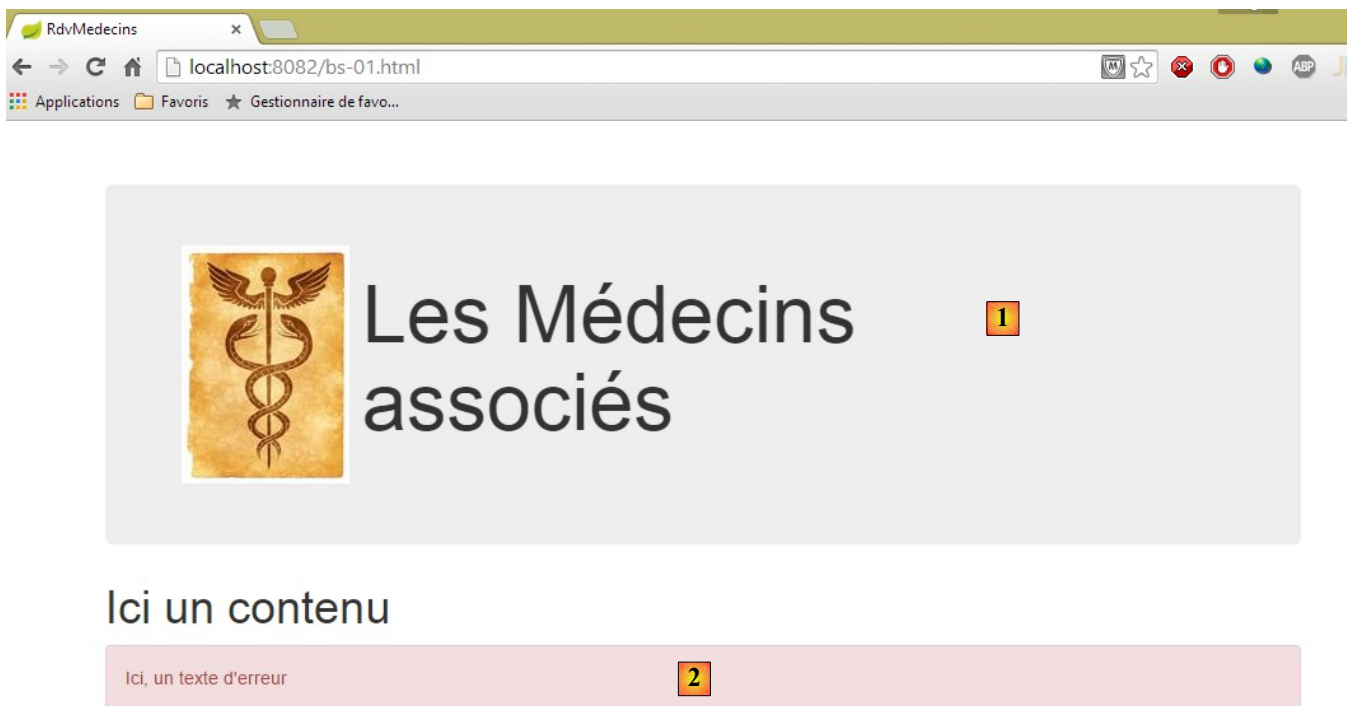 RdvMedecins
localhost:8082/bs-01.html
ABP
Applications Favoris Gestionnaire de favo...
Les Médecins 1
associés
Ici un contenu
Ici, un texte d'erreur 2